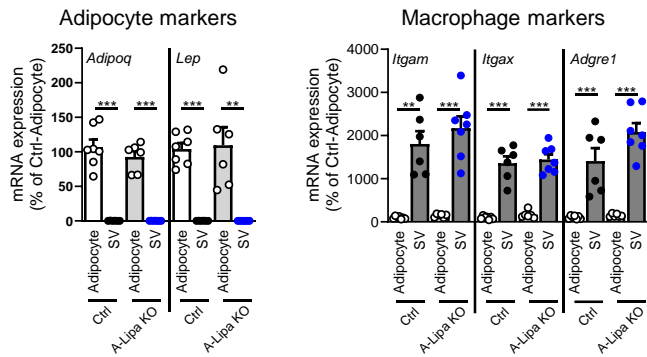 Adipocyte markers
mRNA expression
(% of Ctrl-Adipocyte)
250
200
150
100
50
0
Adipoq
Lep
***
***
***
**
Adipocyte
SV
Adipocyte
SV
Adipocyte
SV
Adipocyte
SV
Ctrl
A-Lipa KO
Ctrl
A-Lipa KO
Macrophage markers
mRNA expression
(% of Ctrl-Adipocyte)
4000
3000
2000
1000
0
Itgam
Itgax
Adgre1
**
***
***
***
***
***
Adipocyte
SV
Adipocyte
SV
Adipocyte
SV
Adipocyte
SV
Adipocyte
SV
Adipocyte
SV
Ctrl
A-Lipa KO
Ctrl
A-Lipa KO
Ctrl
A-Lipa KO